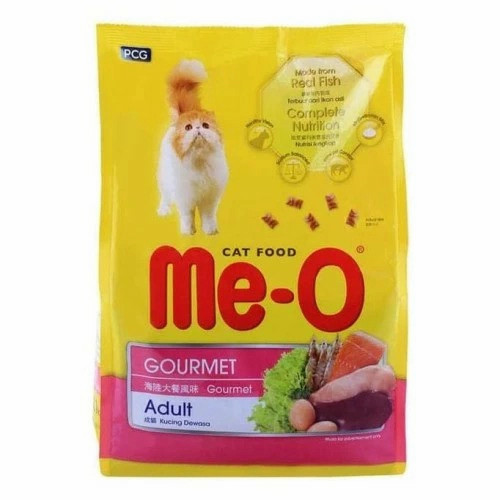 PCG
Made from
Real Fish
Complete
Nutrition
CAT FOOD
Me-O®
GOURMET
海陸大餐風味 Gourmet
Adult
成貓 Kucing Dewasa